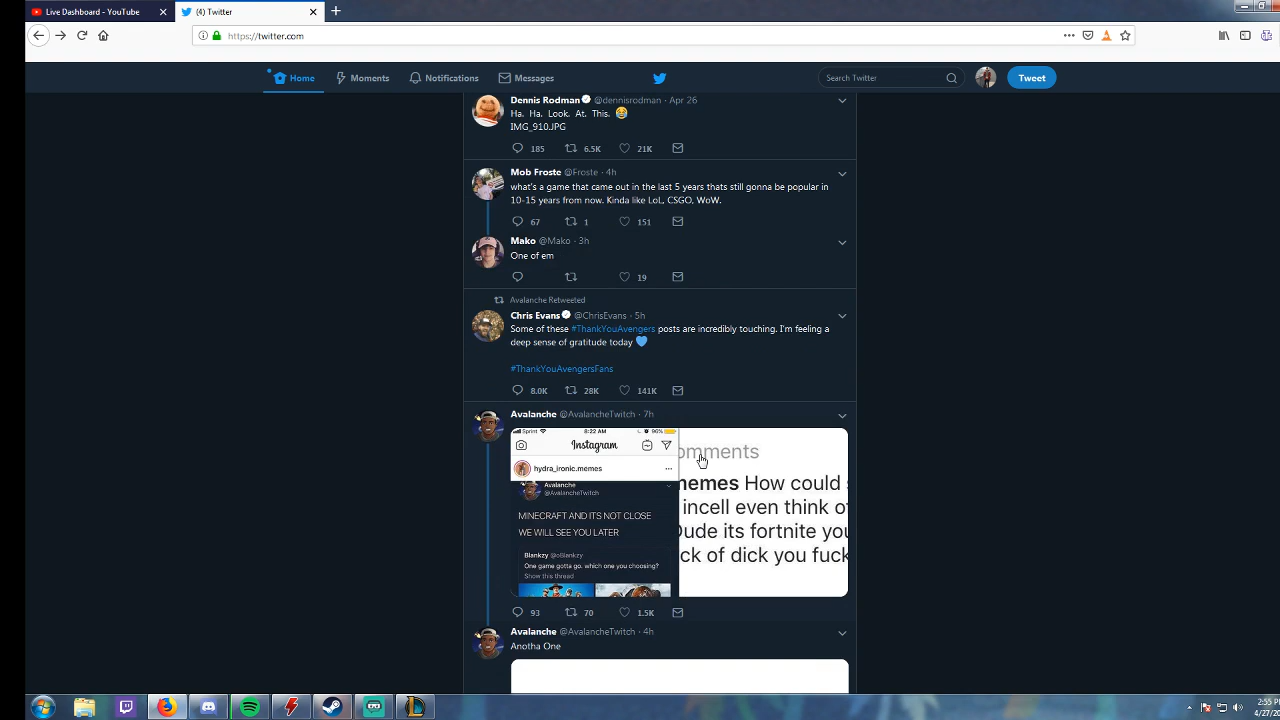 Live Dashboard - YouTube
(4) Twitter
https://twitter.com
Home
Moments
Notifications
Messages
Search Twitter
Tweet
Dennis Rodman @dennisrodman · Apr 26
Ha. Ha. Look. At. This. 😂
IMG_910.JPG
185 6.5K 21K
Mob Froste @Froste · 4h
what's a game that came out in the last 5 years thats still gonna be popular in
10-15 years from now. Kinda like LoL, CSGO, WoW.
67 1 151
Mako @Mako · 3h
One of em
19
Avalanche Retweeted
Chris Evans @ChrisEvans · 5h
Some of these #ThankYouAvengers posts are incredibly touching. I'm feeling a
deep sense of gratitude today 💙
#ThankYouAvengersFans
8.0K 28K 141K
Avalanche @AvalancheTwitch · 7h
Sprint 8:22 AM 96%
Instagram
hydra_ironic.memes
Avalanche
@AvalancheTwitch
MINECRAFT AND ITS NOT CLOSE
WE WILL SEE YOU LATER
Blankzy @oBlankzy
One game gotta go. which one you choosing?
Show this thread
omments
memes How could s
incell even think of
Dude its fortnite you
ck of dick you fuck
93 70 1.5K
Avalanche @AvalancheTwitch · 4h
Anotha One
2:55 P
4/27/20